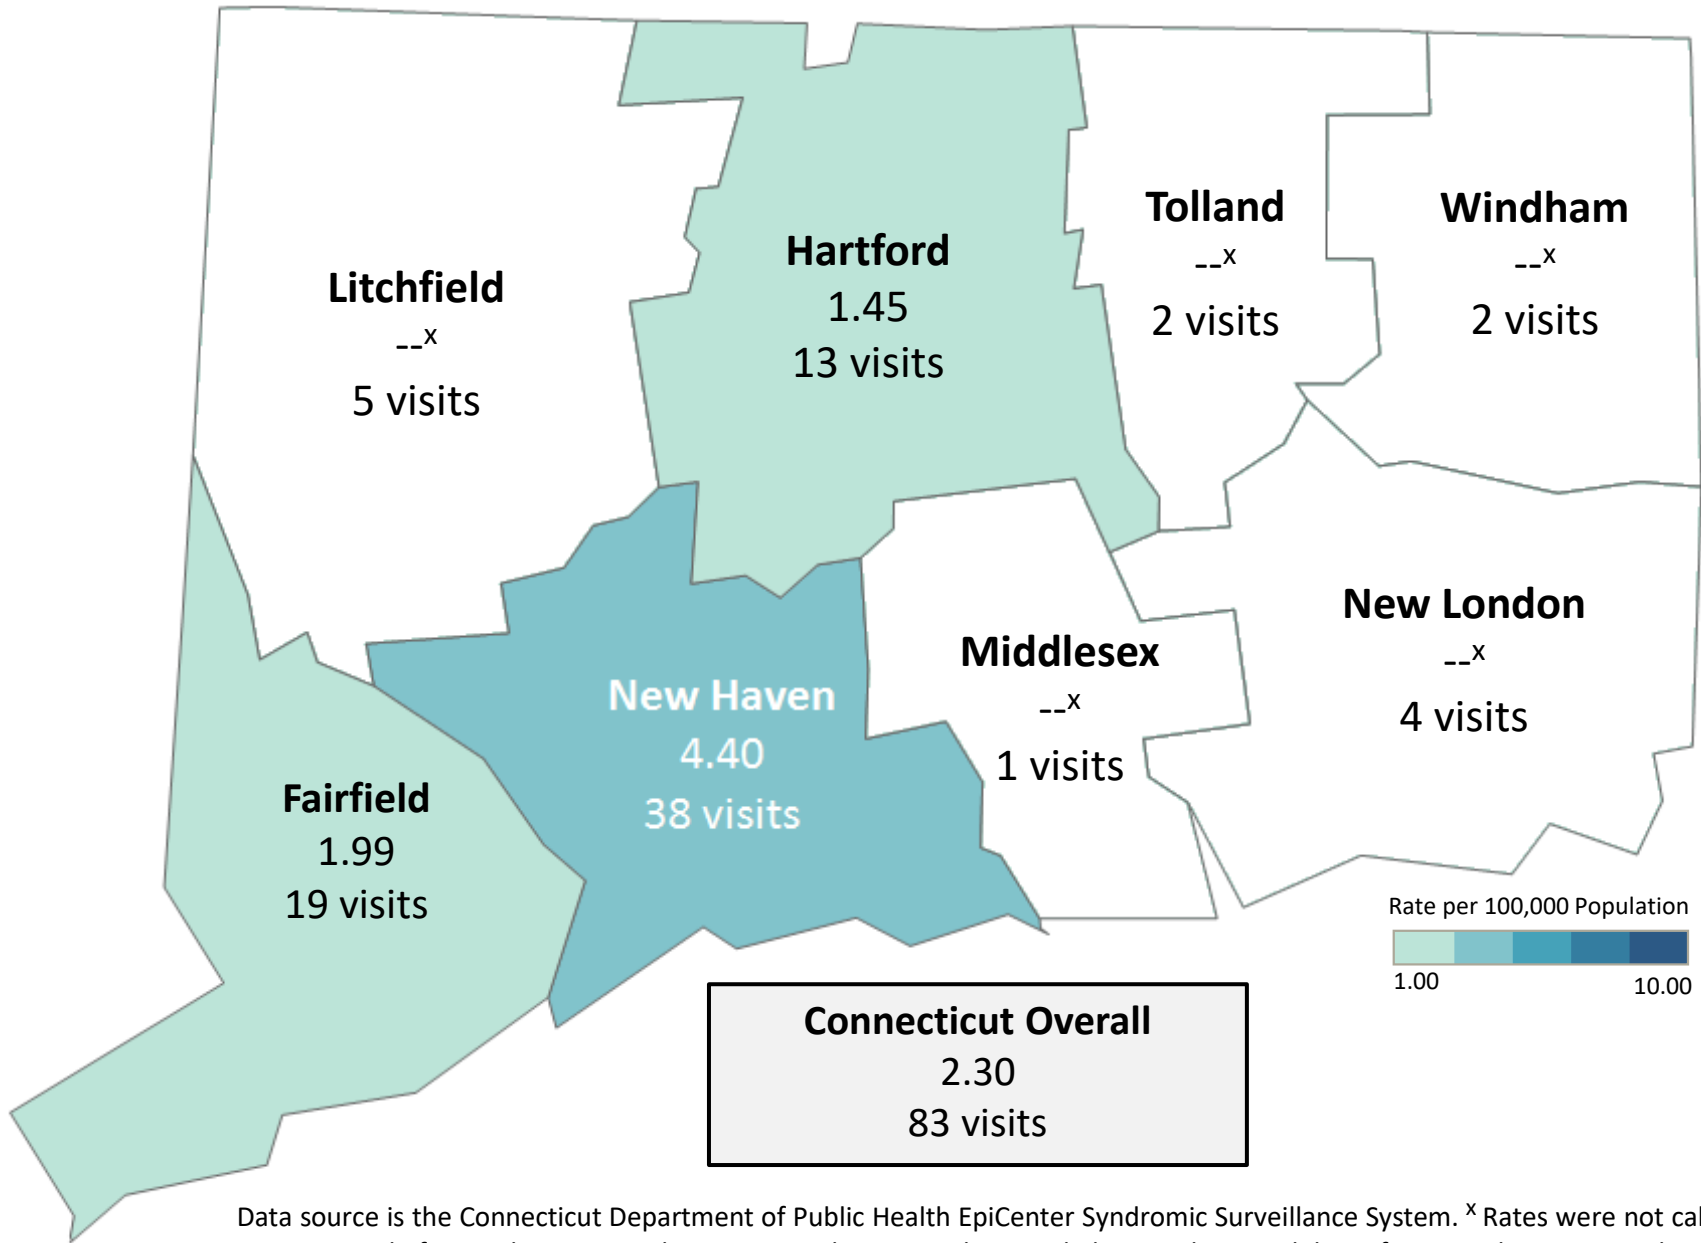 Litchfield
--x
5 visits
Hartford
1.45
13 visits
Tolland
--x
2 visits
Windham
--x
2 visits
Fairfield
1.99
19 visits
New Haven
4.40
38 visits
Middlesex
--x
1 visits
New London
--x
4 visits
Rate per 100,000 Population
1.00
10.00
Connecticut Overall
2.30
83 visits
Data source is the Connecticut Department of Public Health EpiCenter Syndromic Surveillance System. x Rates were not cal